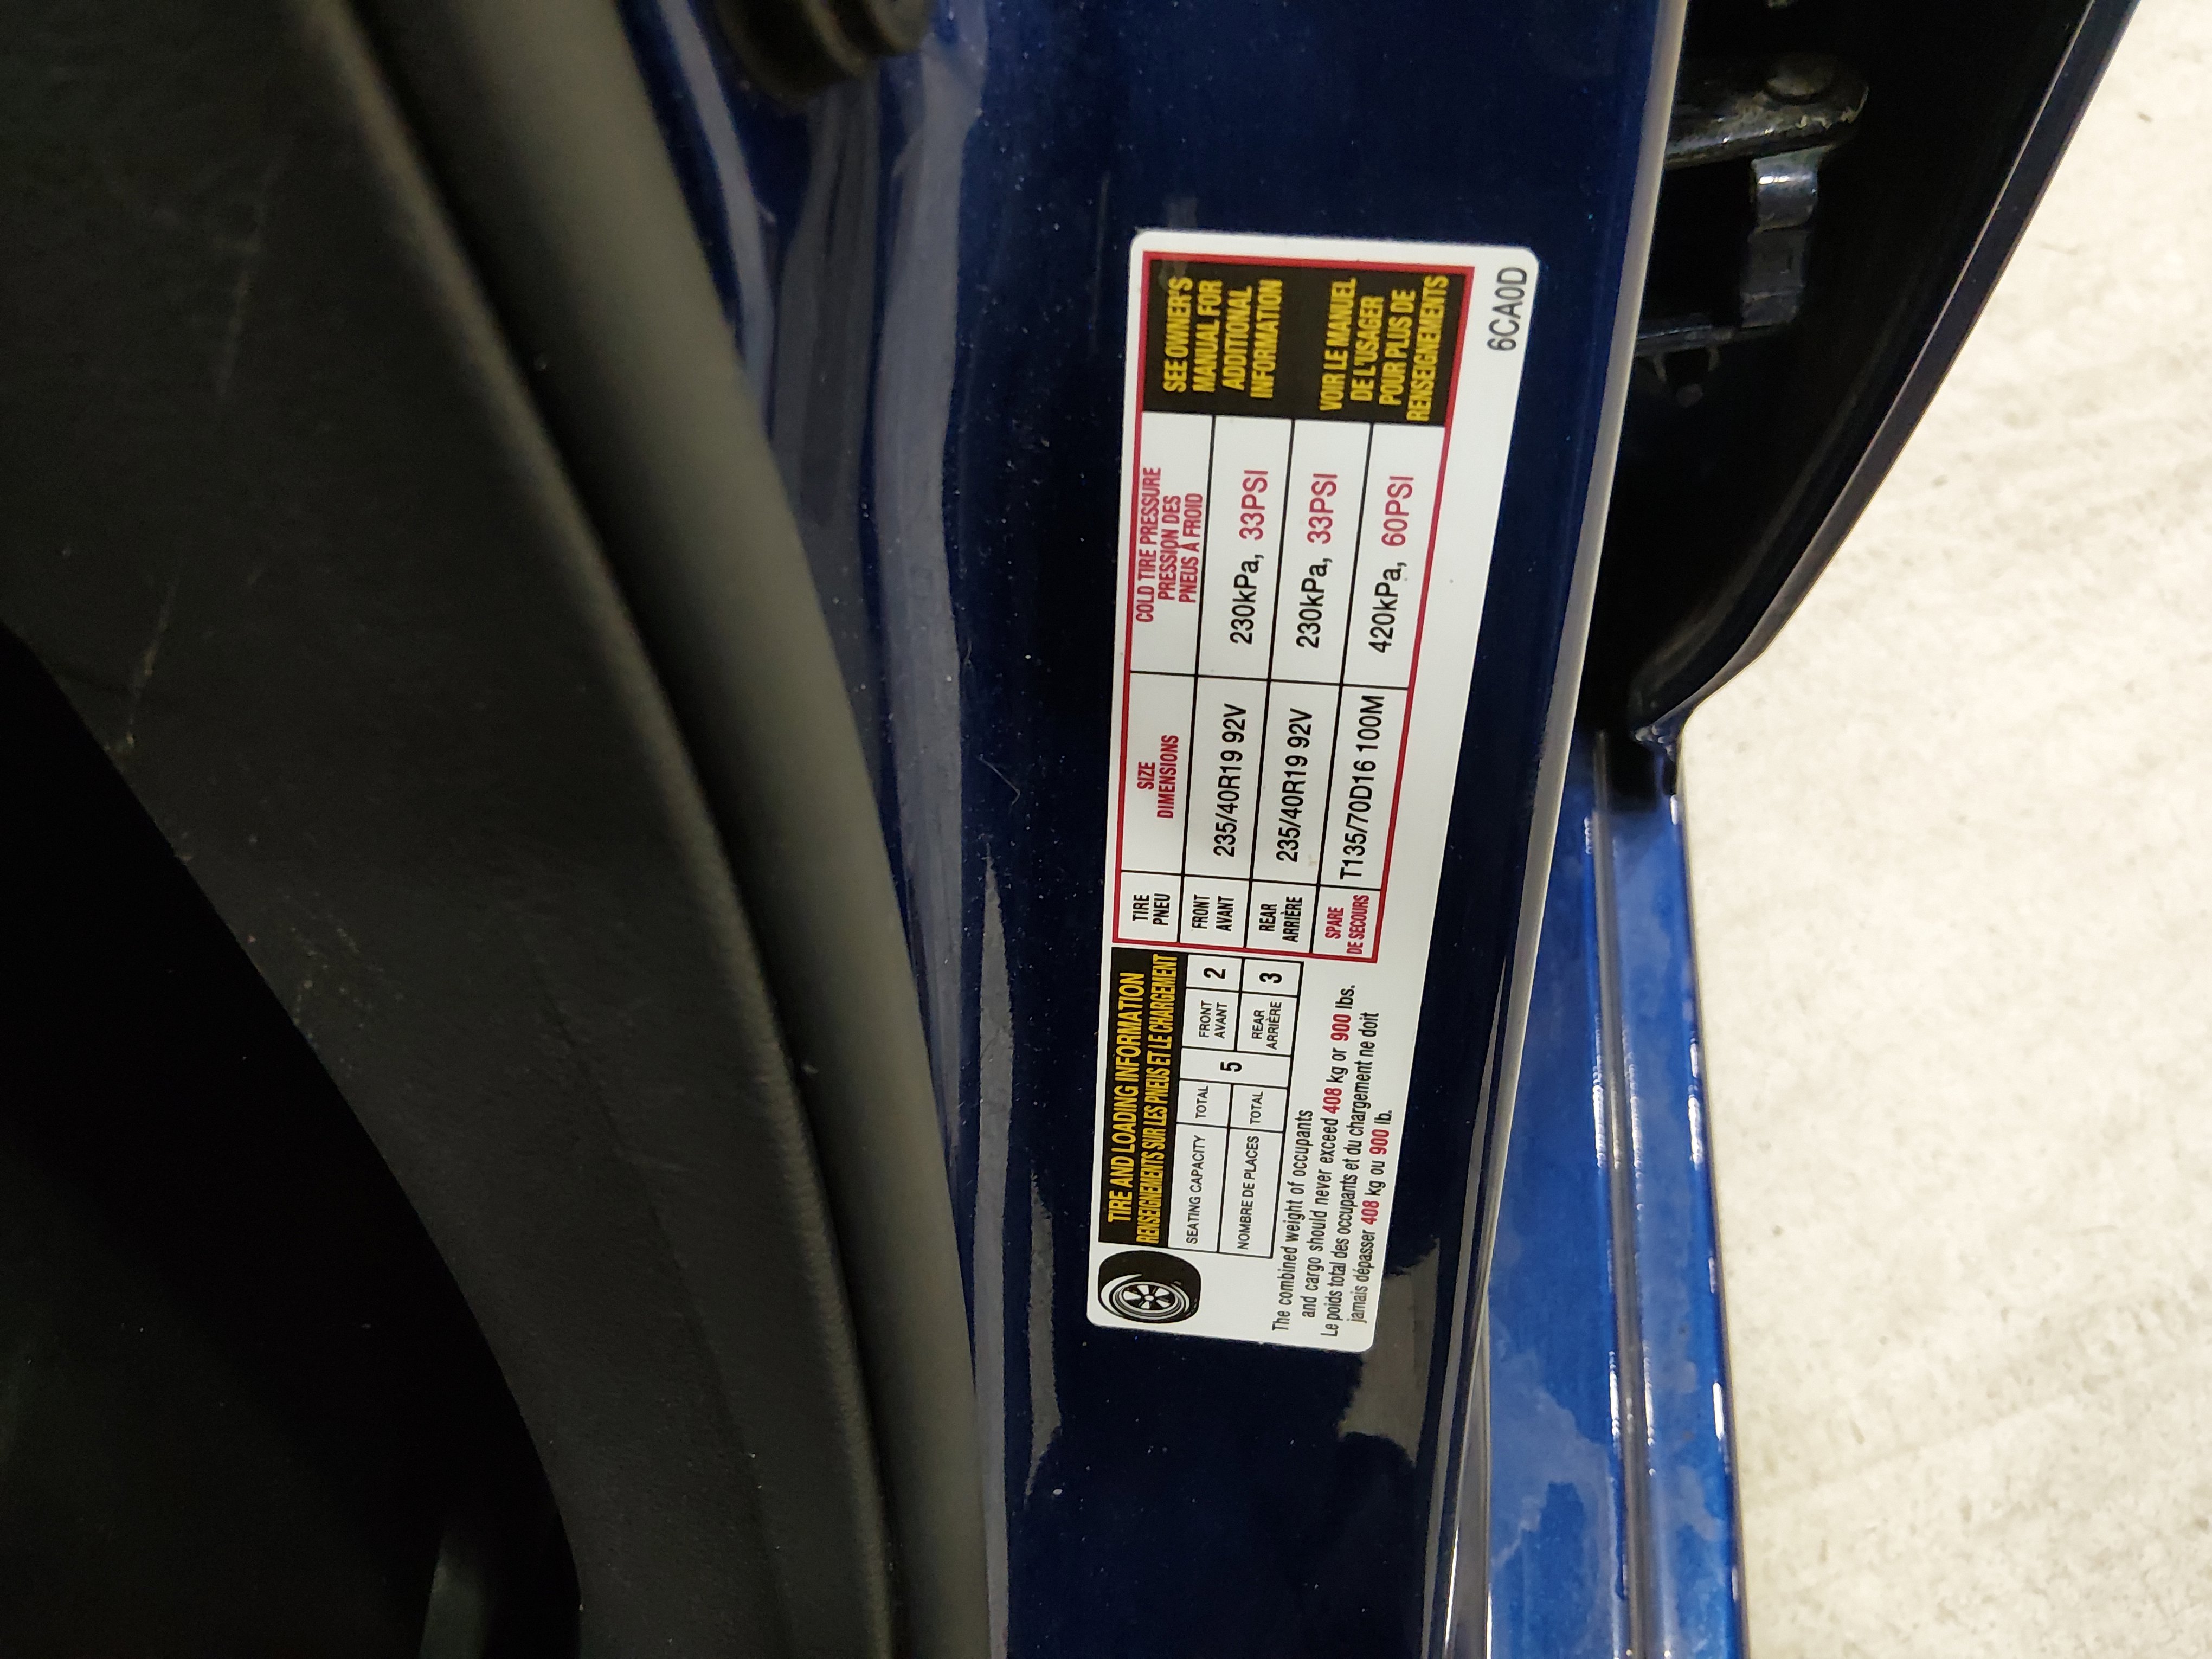 TIRE AND LOADING INFORMATION
RENSEIGNEMENTS SUR LES PNEUS ET LE CHARGEMENT
SEATING CAPACITY TOTAL 5 FRONT AVANT 2
NOMBRE DE PLACES TOTAL REAR ARRIÈRE 3
The combined weight of occupants
and cargo should never exceed 408 kg or 900 lbs.
Le poids total des occupants et du chargement ne doit
jamais dépasser 408 kg ou 900 lb.
TIRE PNEU
SIZE DIMENSIONS
COLD TIRE PRESSURE
PRESSION DES
PNEUS À FROID
FRONT AVANT 235/40R19 92V 230kPa, 33PSI
REAR ARRIÈRE 235/40R19 92V 230kPa, 33PSI
SPARE DE SECOURS T135/70D16 100M 420kPa, 60PSI
SEE OWNER'S
MANUAL FOR
ADDITIONAL
INFORMATION
VOIR LE MANUEL
DE L'USAGER
POUR PLUS DE
RENSEIGNEMENTS
6CA0D